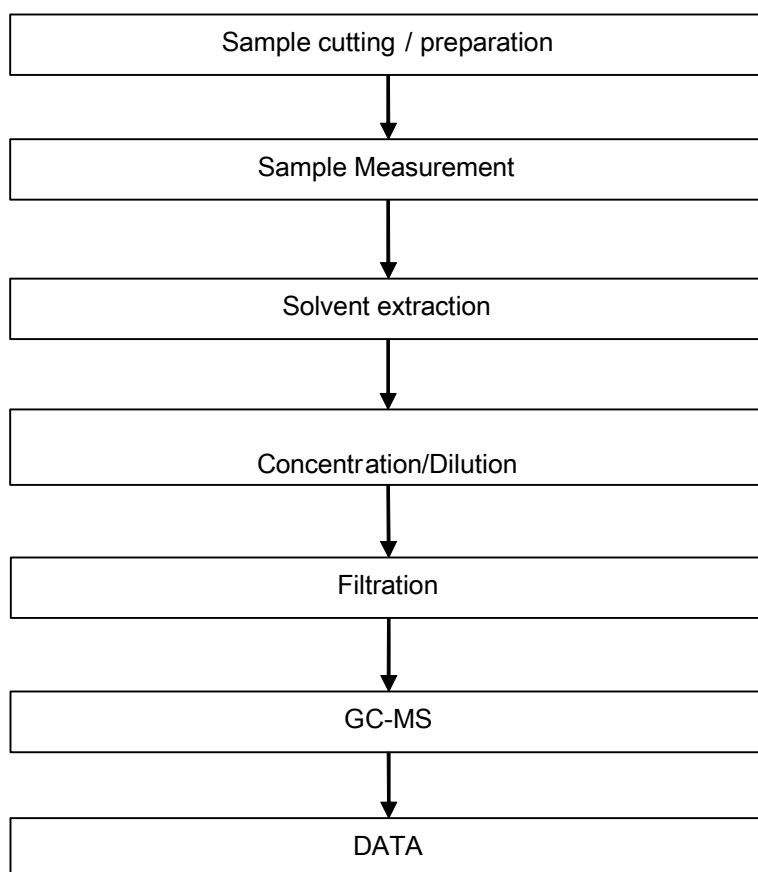 Sample cutting / preparation
Sample Measurement
Solvent extraction
Concentration/Dilution
Filtration
GC-MS
DATA